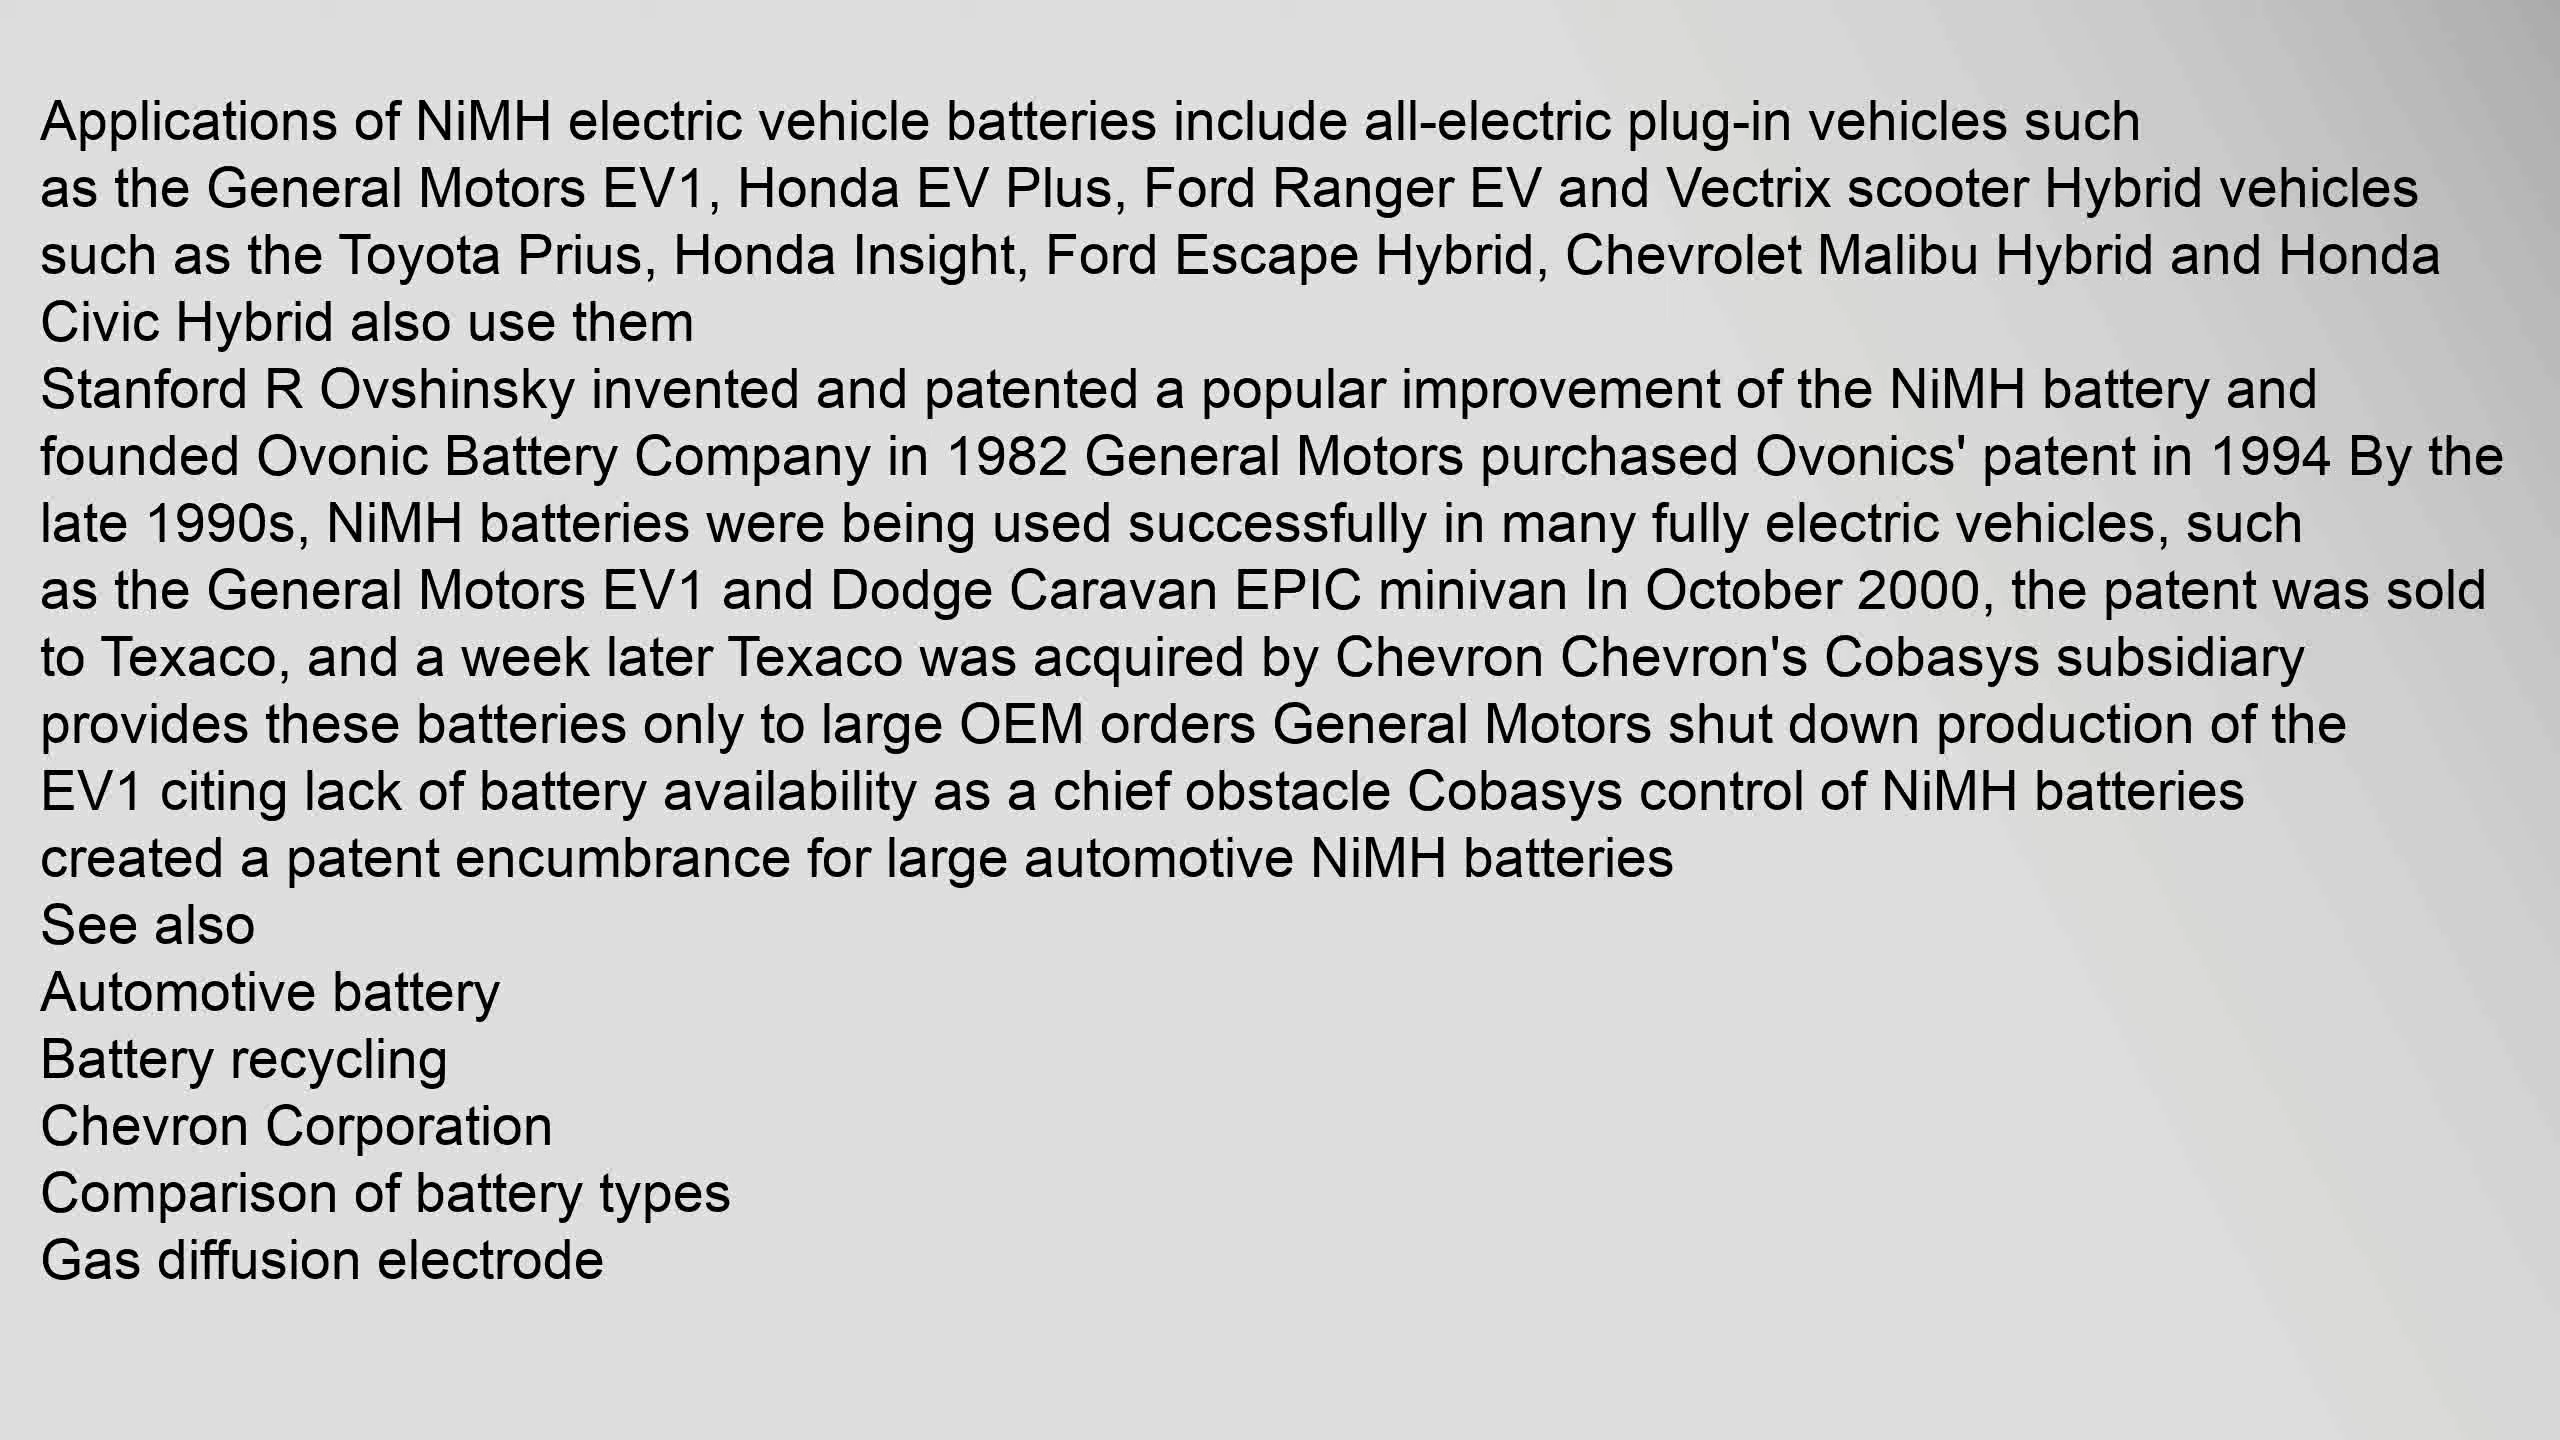 Applications of NiMH electric vehicle batteries include all-electric plug-in vehicles such
as the General Motors EV1, Honda EV Plus, Ford Ranger EV and Vectrix scooter Hybrid vehicles
such as the Toyota Prius, Honda Insight, Ford Escape Hybrid, Chevrolet Malibu Hybrid and Honda
Civic Hybrid also use them
Stanford R Ovshinsky invented and patented a popular improvement of the NiMH battery and
founded Ovonic Battery Company in 1982 General Motors purchased Ovonics' patent in 1994 By the
late 1990s, NiMH batteries were being used successfully in many fully electric vehicles, such
as the General Motors EV1 and Dodge Caravan EPIC minivan In October 2000, the patent was sold
to Texaco, and a week later Texaco was acquired by Chevron Chevron's Cobasys subsidiary
provides these batteries only to large OEM orders General Motors shut down production of the
EV1 citing lack of battery availability as a chief obstacle Cobasys control of NiMH batteries
created a patent encumbrance for large automotive NiMH batteries
See also
Automotive battery
Battery recycling
Chevron Corporation
Comparison of battery types
Gas diffusion electrode